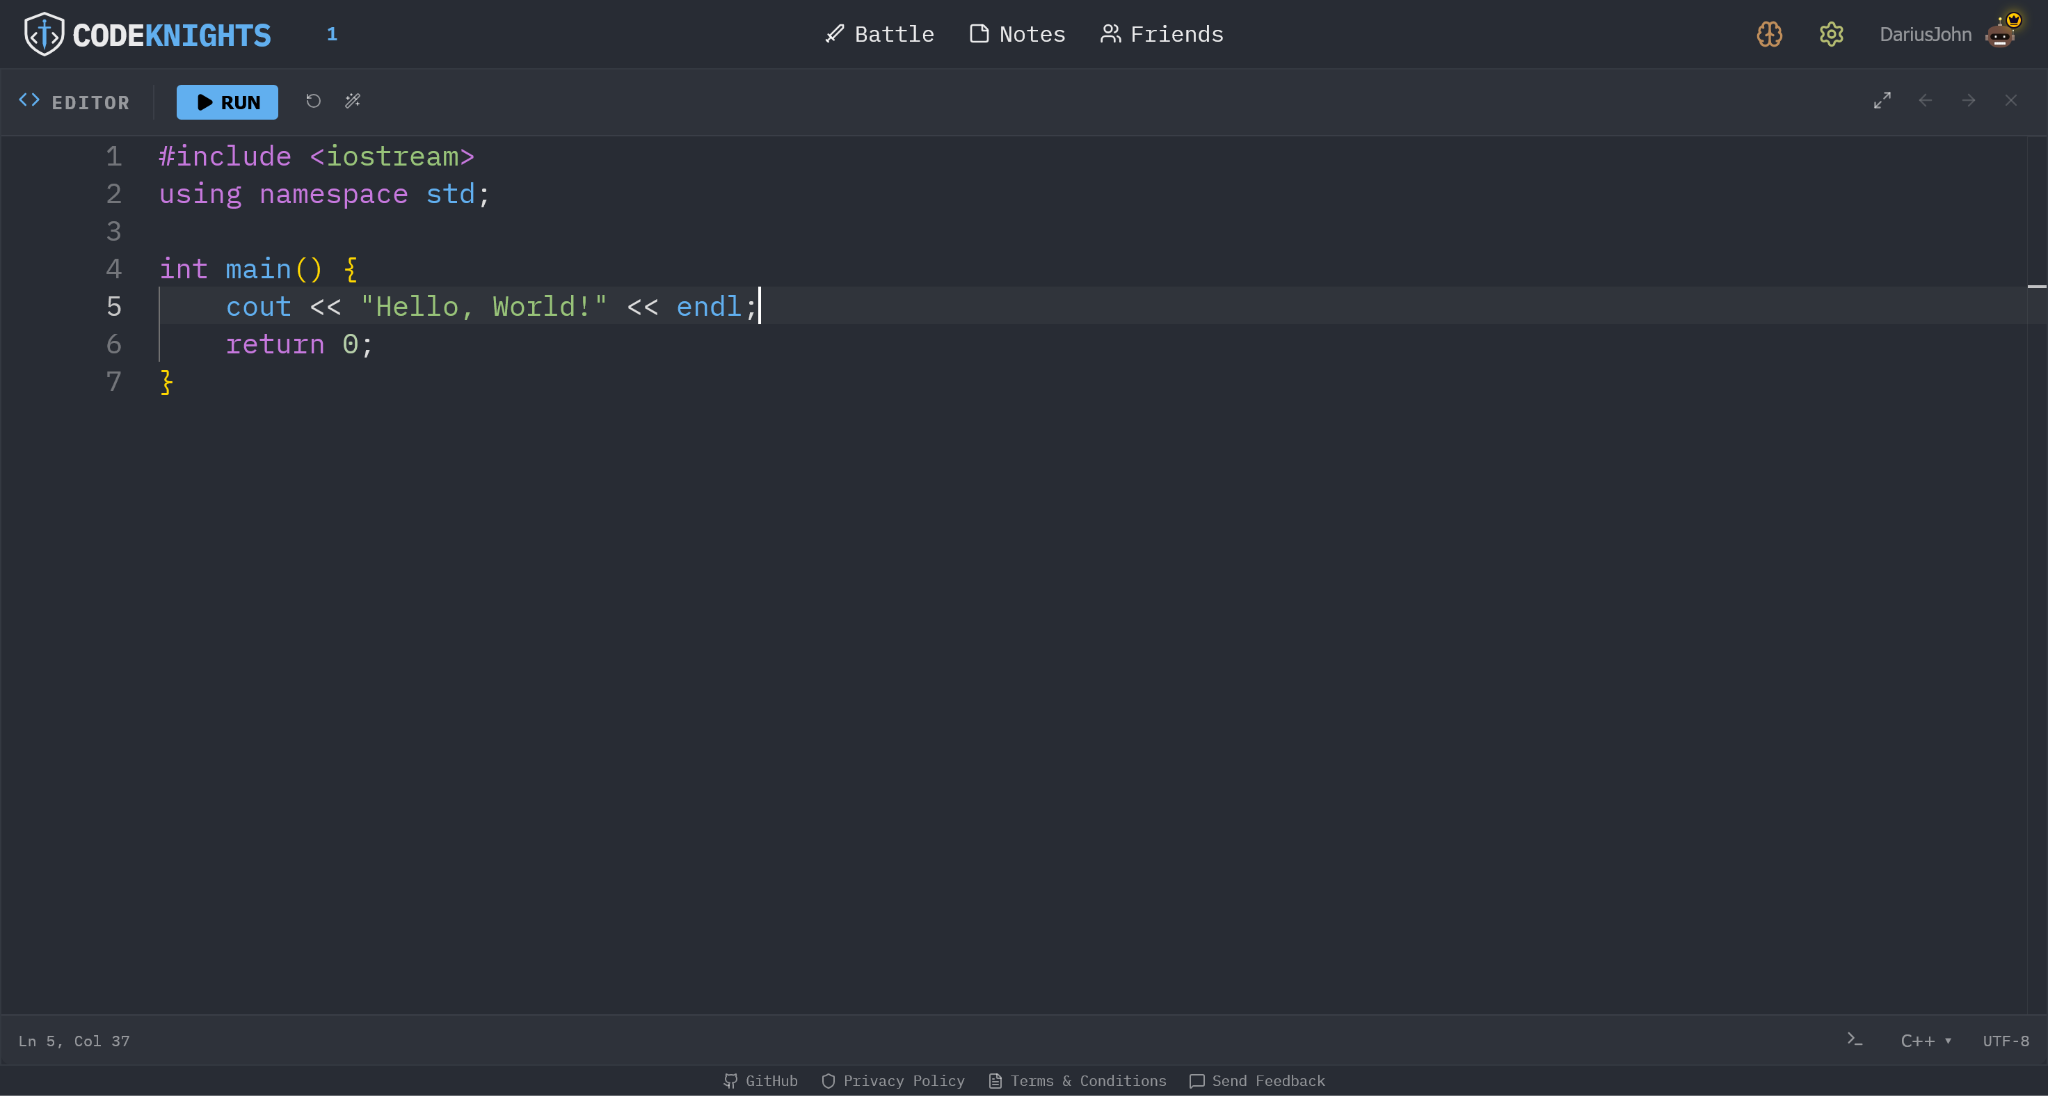 CODEKNIGHTS 1 Battle Notes Friends DariusJohn
EDITOR RUN
1 #include <iostream>
2 using namespace std;
3
4 int main() {
5     cout << "Hello, World!" << endl;
6     return 0;
7 }
Ln 5, Col 37 C++ UTF-8
GitHub Privacy Policy Terms & Conditions Send Feedback